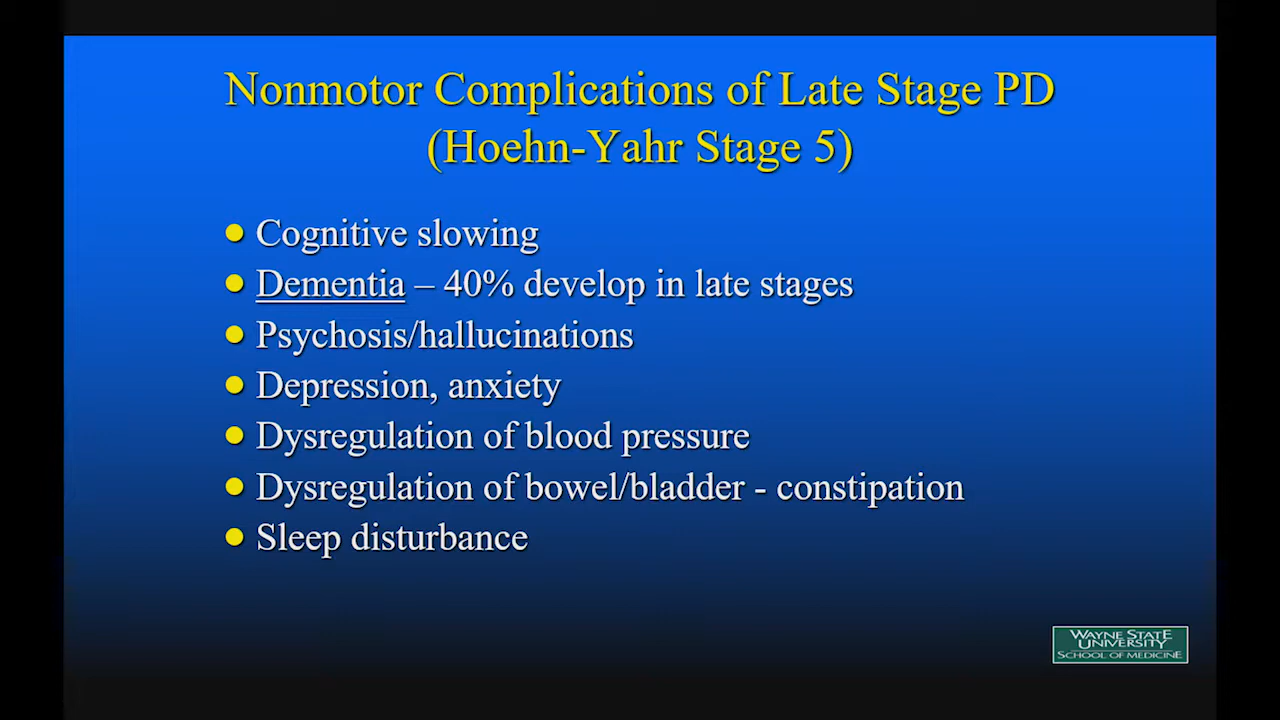 Nonmotor Complications of Late Stage PD
(Hoehn-Yahr Stage 5)
Cognitive slowing
Dementia – 40% develop in late stages
Psychosis/hallucinations
Depression, anxiety
Dysregulation of blood pressure
Dysregulation of bowel/bladder - constipation
Sleep disturbance
WAYNE STATE
UNIVERSITY
SCHOOL OF MEDICINE